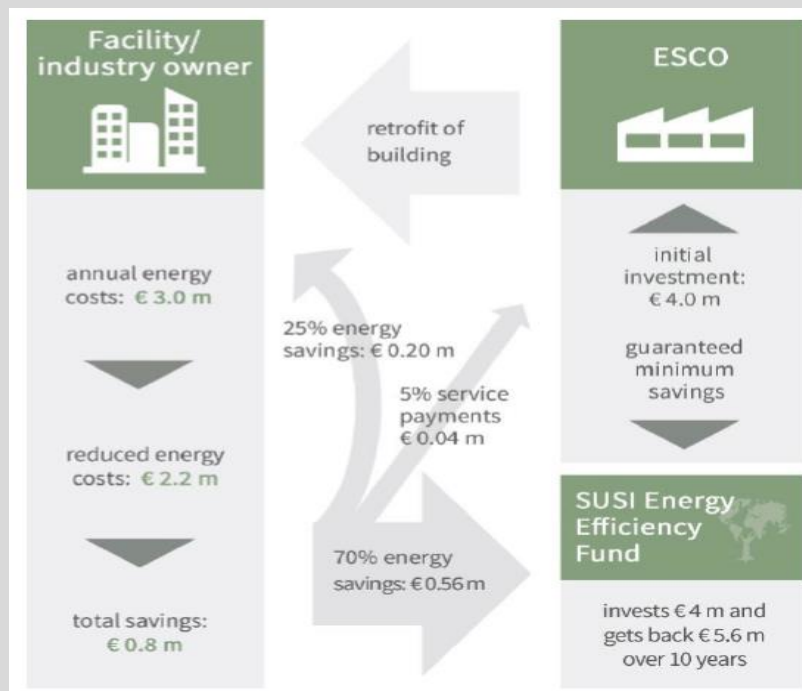 Facility/
industry owner
annual energy
costs: € 3.0 m
reduced energy
costs: € 2.2 m
total savings:
€ 0.8 m
retrofit of
building
25% energy
savings: € 0.20 m
5% service
payments
€ 0.04 m
70% energy
savings: € 0.56 m
ESCO
initial
investment:
€ 4.0 m
guaranteed
minimum
savings
SUSI Energy
Efficiency
Fund
invests € 4 m and
gets back € 5.6 m
over 10 years